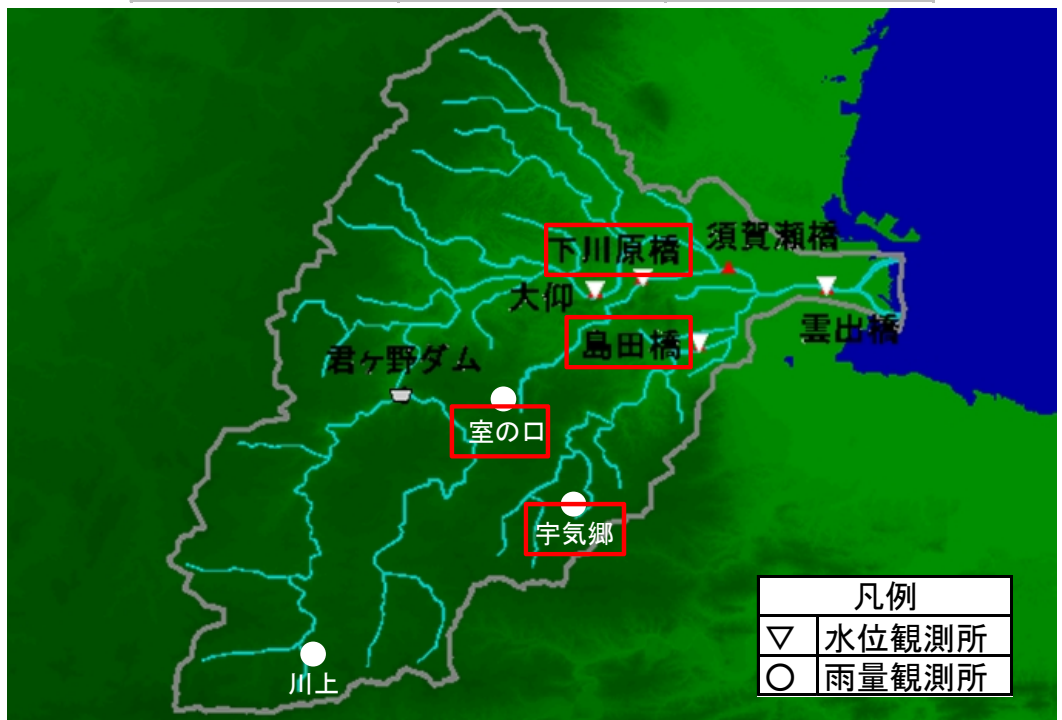 下川原橋
須賀瀬橋
大仰
雲出橋
島田橋
君ヶ野ダム
室の口
宇気郷
川上
凡例
▽ 水位観測所
○ 雨量観測所